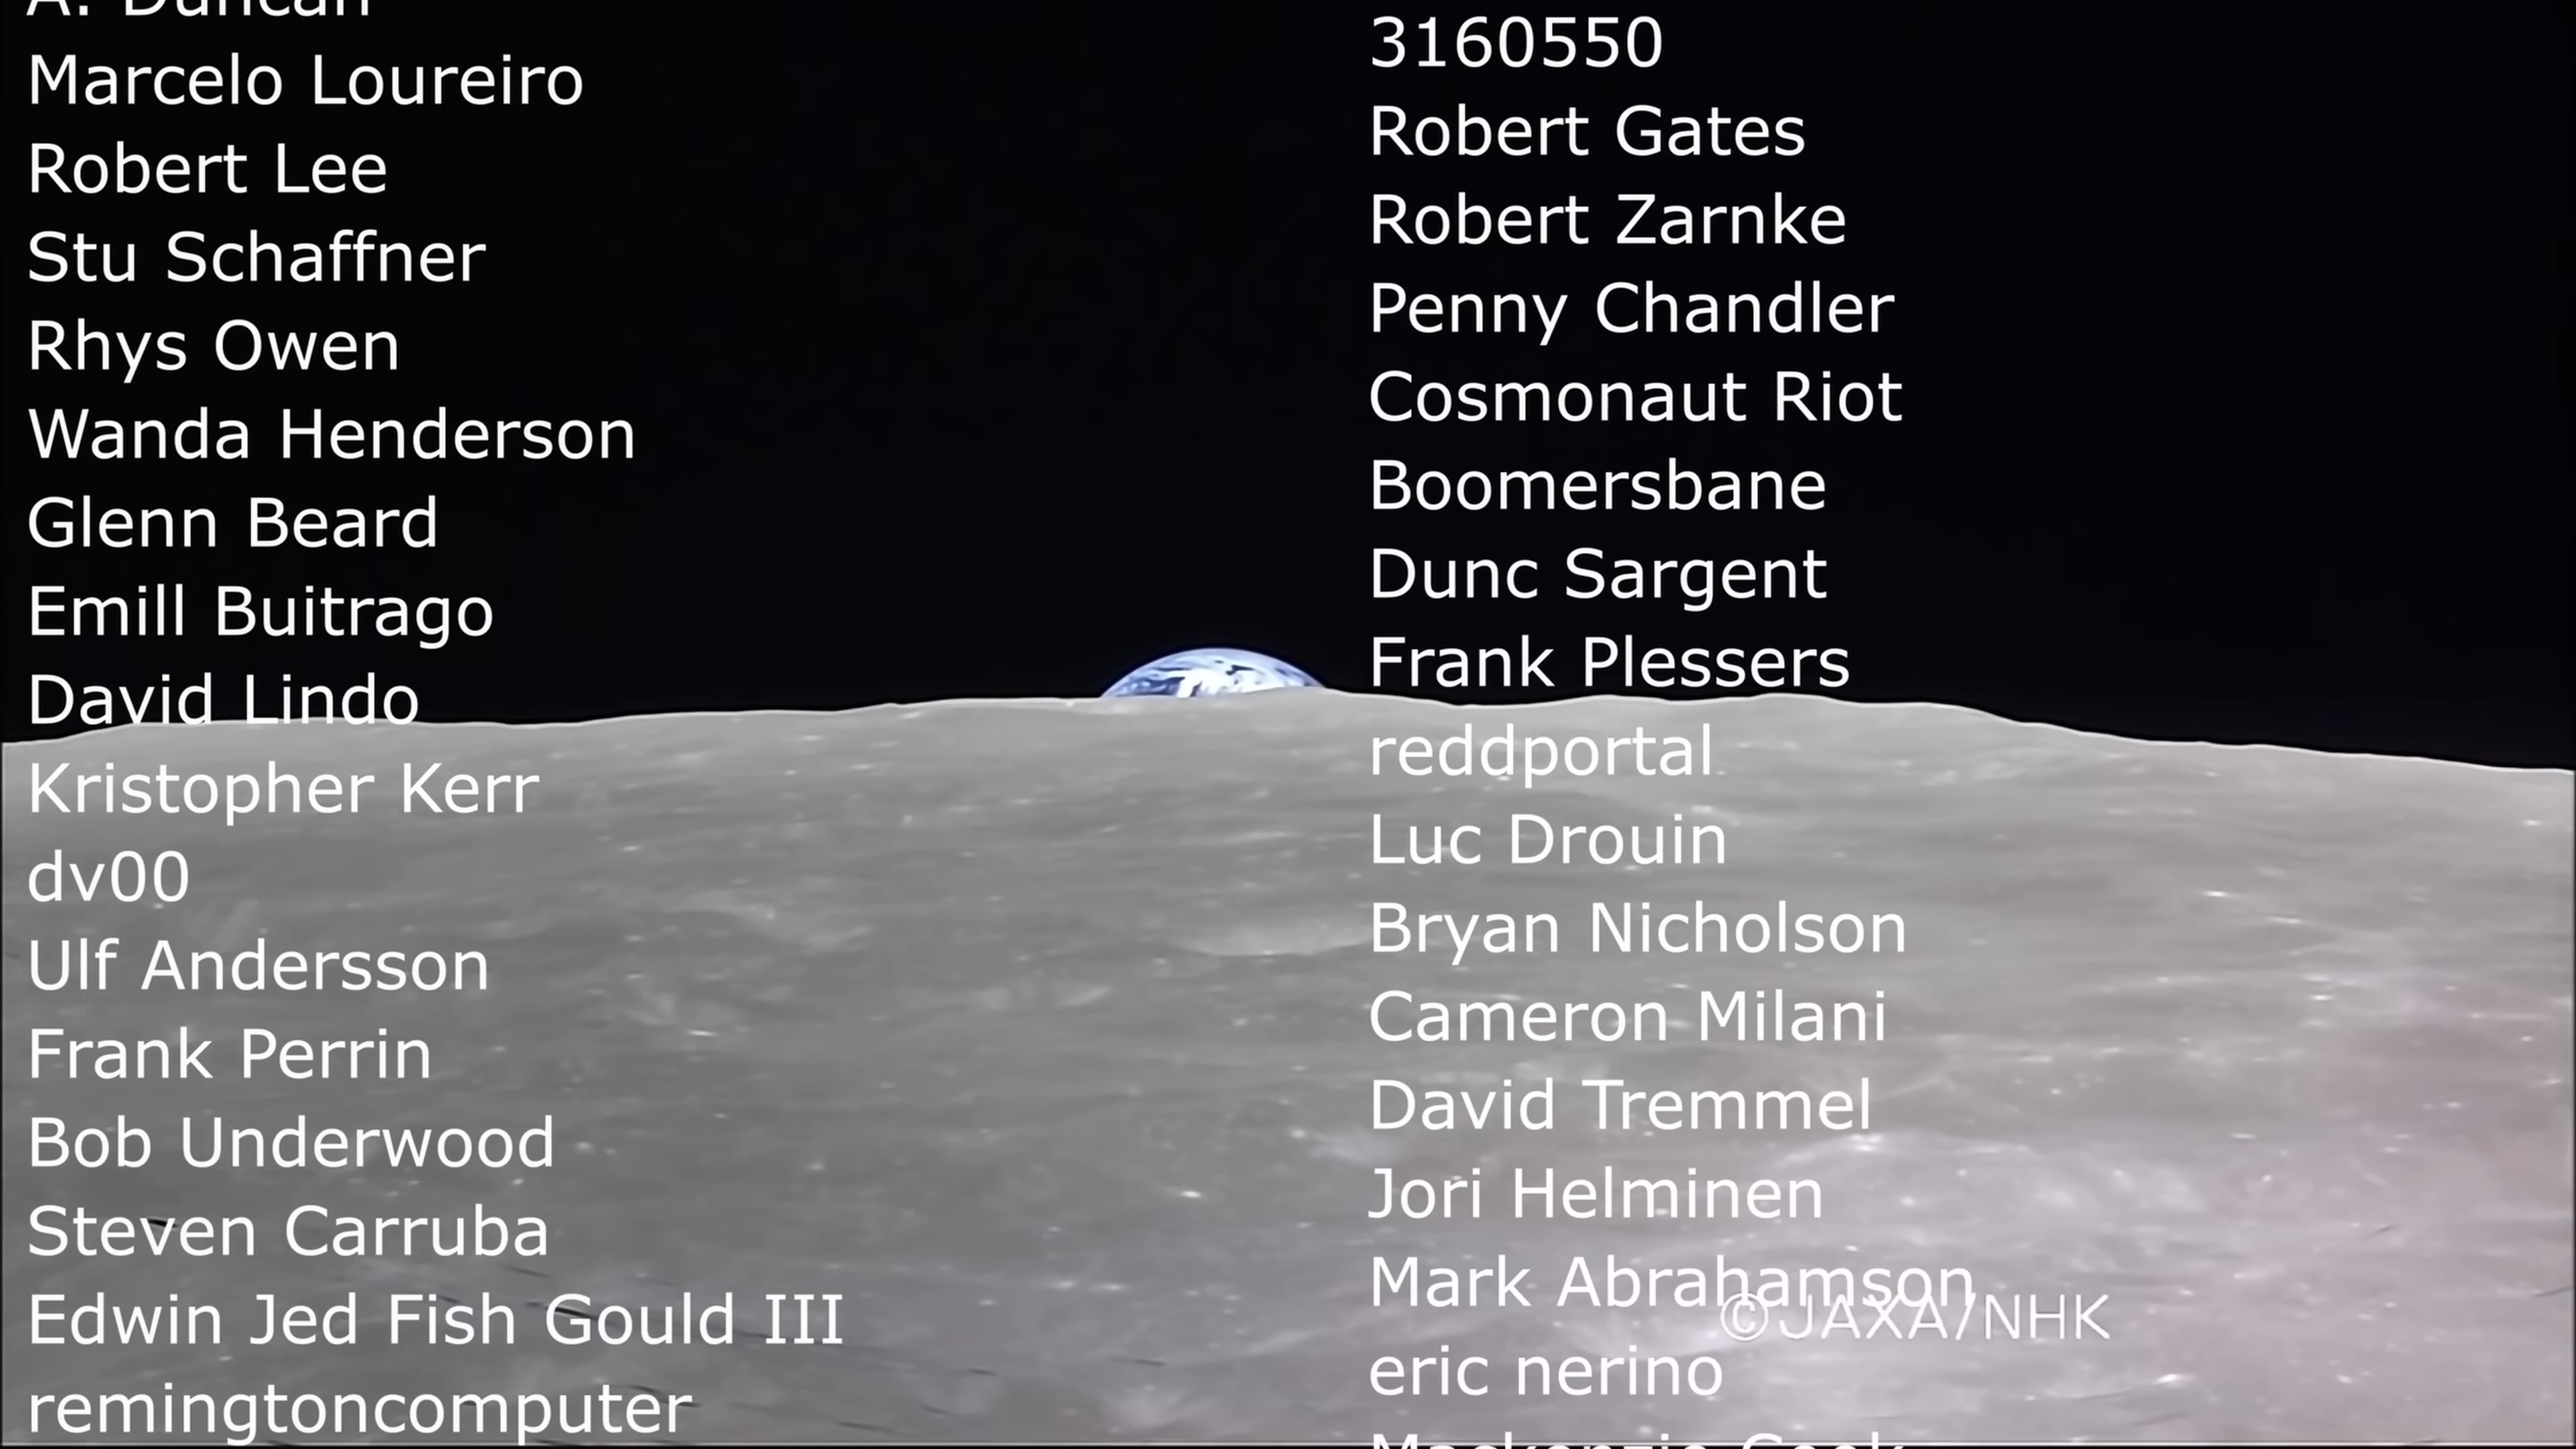 A. Duncan
Marcelo Loureiro
Robert Lee
Stu Schaffner
Rhys Owen
Wanda Henderson
Glenn Beard
Emill Buitrago
David Lindo
Kristopher Kerr
dv00
Ulf Andersson
Frank Perrin
Bob Underwood
Steven Carruba
Edwin Jed Fish Gould III
remingtoncomputer
3160550
Robert Gates
Robert Zarnke
Penny Chandler
Cosmonaut Riot
Boomersbane
Dunc Sargent
Frank Plessers
reddportal
Luc Drouin
Bryan Nicholson
Cameron Milani
David Tremmel
Jori Helminen
Mark Abrahamson
©JAXA/NHK
eric nerino